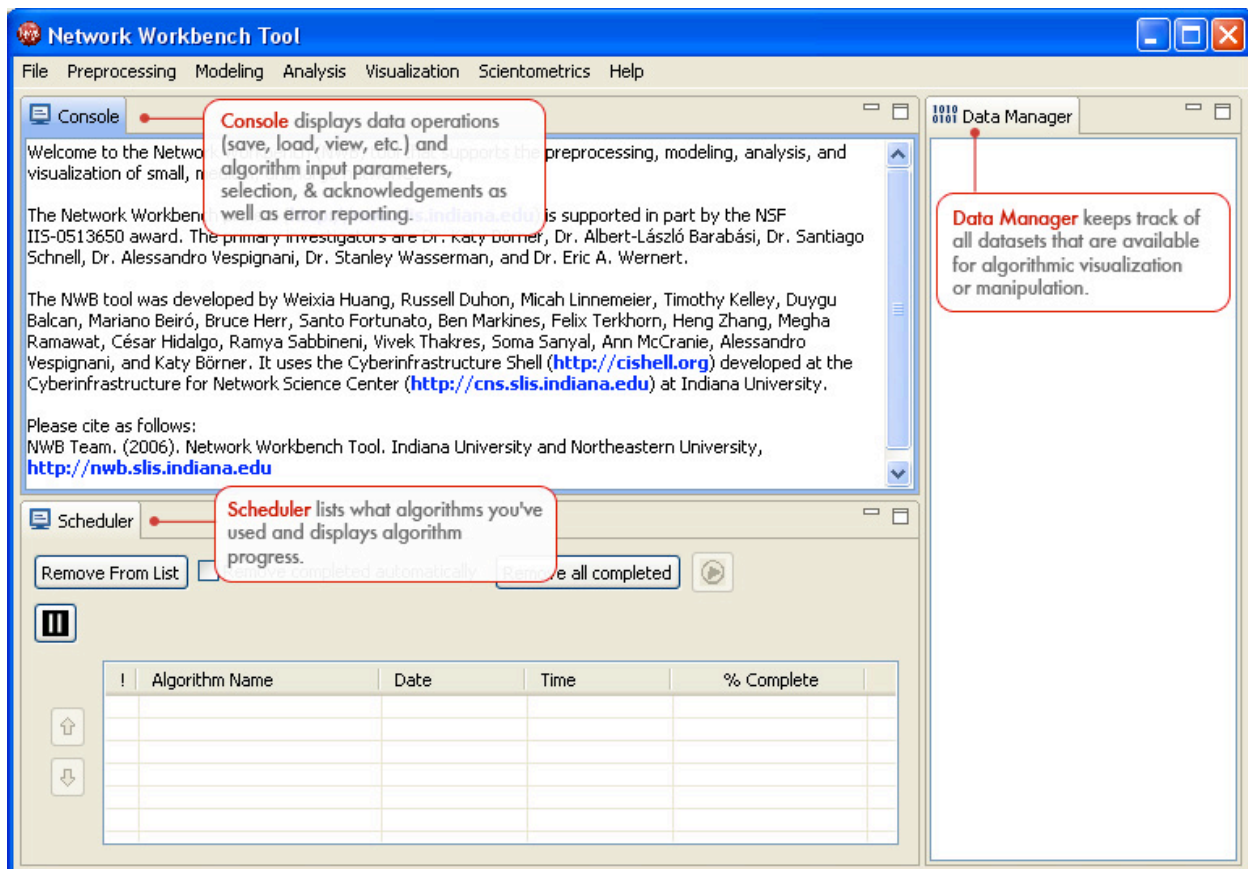 Network Workbench Tool
File Preprocessing Modeling Analysis Visualization Scientometrics Help
Console
Console displays data operations
(save, load, view, etc.) and
algorithm input parameters,
selection, & acknowledgements as
well as error reporting.
Welcome to the Netwo supports the preprocessing, modeling, analysis, and
visualization of small, m
The Network Workbench s.indiana.edu) is supported in part by the NSF
IIS-0513650 award. The primary investigators are Dr. Katy Börner, Dr. Albert-László Barabási, Dr. Santiago
Schnell, Dr. Alessandro Vespignani, Dr. Stanley Wasserman, and Dr. Eric A. Wernert.
The NWB tool was developed by Weixia Huang, Russell Duhon, Micah Linnemeier, Timothy Kelley, Duygu
Balcan, Mariano Beiró, Bruce Herr, Santo Fortunato, Ben Markines, Felix Terkhorn, Heng Zhang, Megha
Ramawat, César Hidalgo, Ramya Sabbineni, Vivek Thakres, Soma Sanyal, Ann McCranie, Alessandro
Vespignani, and Katy Börner. It uses the Cyberinfrastructure Shell (http://cishell.org) developed at the
Cyberinfrastructure for Network Science Center (http://cns.slis.indiana.edu) at Indiana University.
Please cite as follows:
NWB Team. (2006). Network Workbench Tool. Indiana University and Northeastern University,
http://nwb.slis.indiana.edu
Data Manager
Data Manager keeps track of
all datasets that are available
for algorithmic visualization
or manipulation.
Scheduler
Scheduler lists what algorithms you've
used and displays algorithm
progress.
Remove From List Remove completed automatically Remove all completed
! Algorithm Name Date Time % Complete